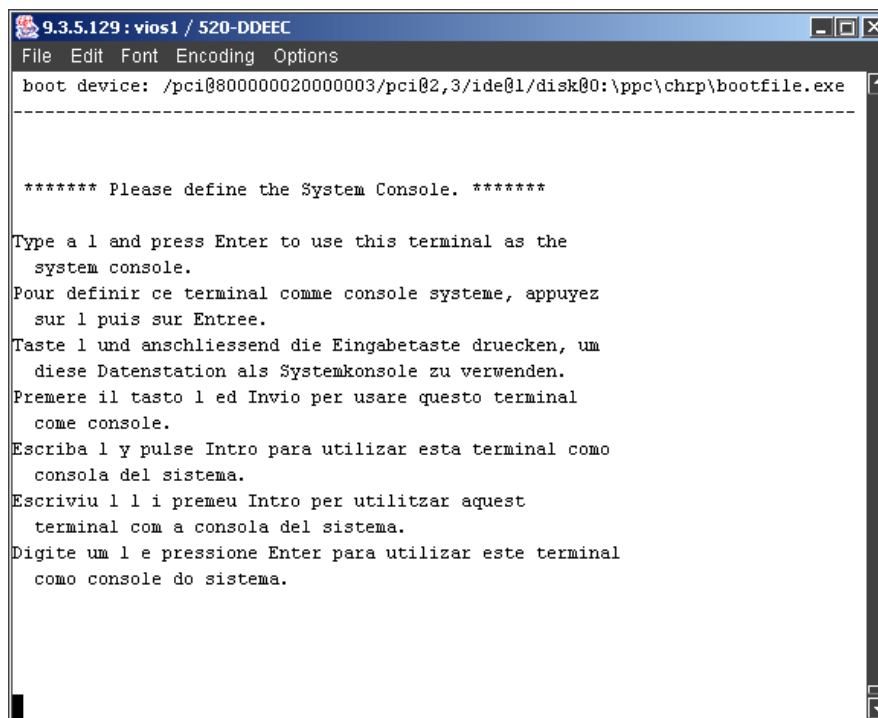 9.3.5.129 : vios1 / 520-DDEEC
File Edit Font Encoding Options
boot device: /pci@800000020000003/pci@2,3/ide@1/disk@0:\ppc\chrp\bootfile.exe
-------------------------------------------------------------------------------
******* Please define the System Console. *******
Type a 1 and press Enter to use this terminal as the
system console.
Pour definir ce terminal comme console systeme, appuyez
sur 1 puis sur Entree.
Taste 1 und anschliessend die Eingabetaste druecken, um
diese Datenstation als Systemkonsole zu verwenden.
Premere il tasto 1 ed Invio per usare questo terminal
come console.
Escriba 1 y pulse Intro para utilizar esta terminal como
consola del sistema.
Escriviu 1 1 i premeu Intro per utilitzar aquest
terminal com a consola del sistema.
Digite um 1 e pressione Enter para utilizar este terminal
como console do sistema.